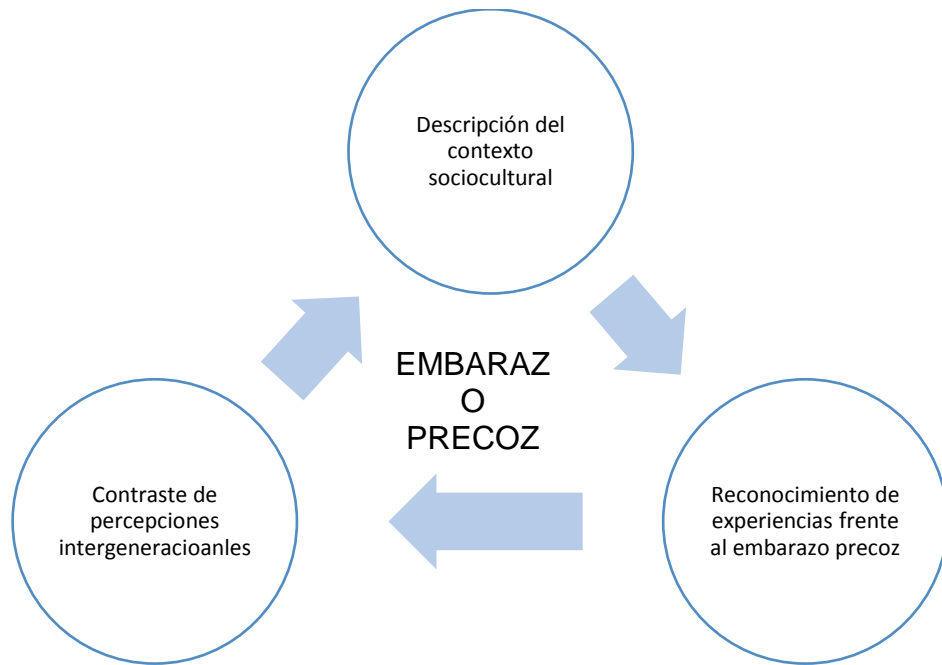 Descripción del
contexto
sociocultural
EMBARAZ
O
PRECOZ
Contraste de
percepciones
intergeneracioanles
Reconocimiento de
experiencias frente
al embarazo precoz